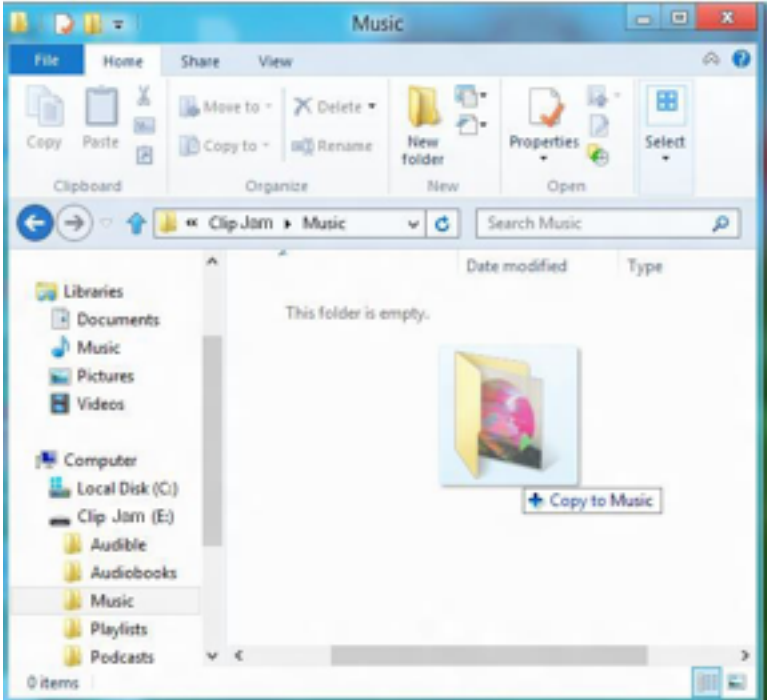 Music
File Home Share View
Move to Delete
Copy Paste Copy to Rename New folder Properties Select
Clipboard Organize New Open
« Clip Jam Music Search Music
Date modified Type
Libraries
This folder is empty.
Documents
Music
Pictures
Videos
Computer
Local Disk (C:)
Copy to Music
Clip Jam (E:)
Audible
Audiobooks
Music
Playlists
Podcasts
0 items